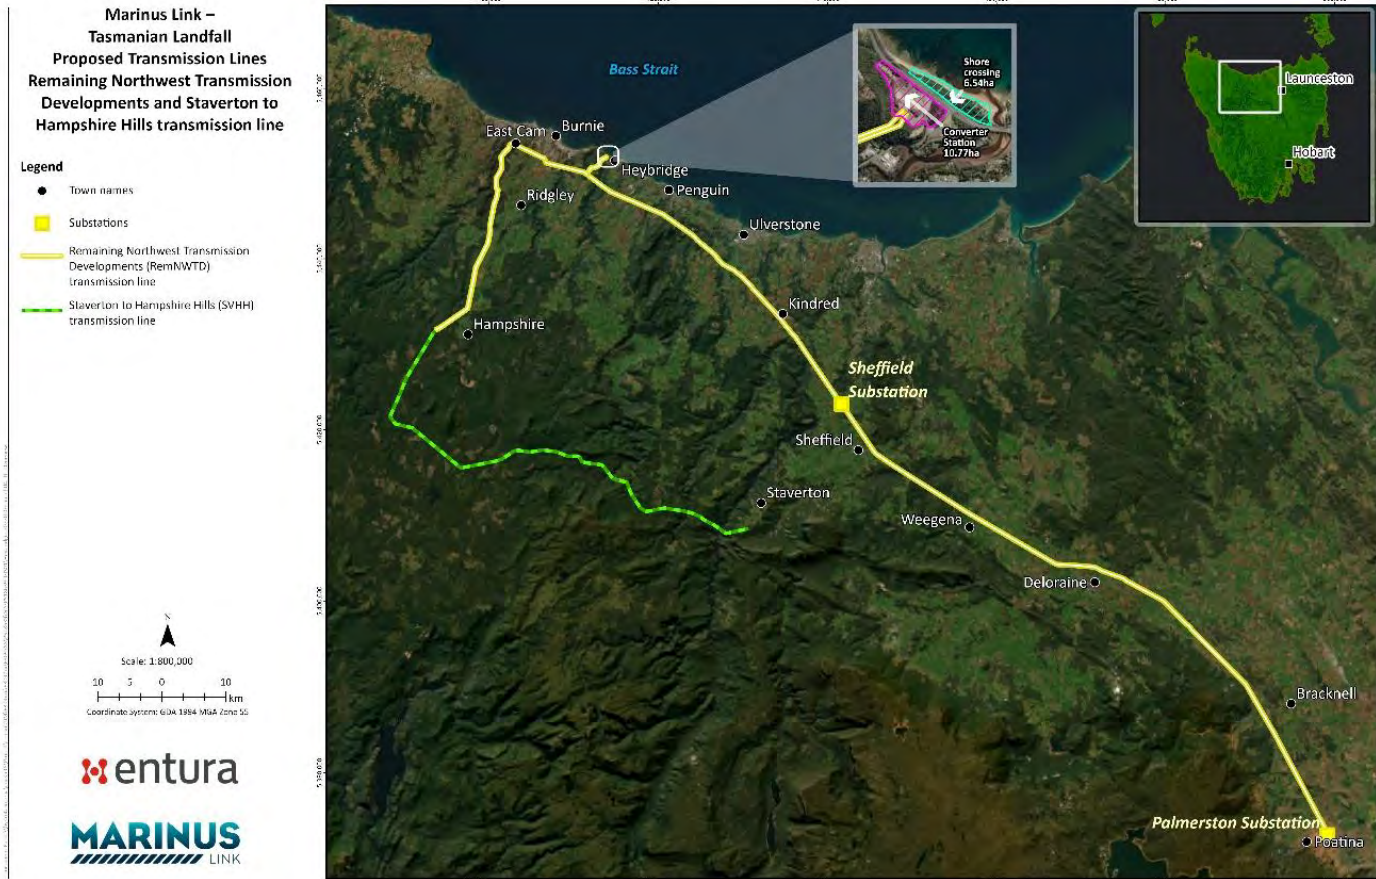 Marinus Link –
Tasmanian Landfall
Proposed Transmission Lines
Remaining Northwest Transmission
Developments and Staverton to
Hampshire Hills transmission line
Legend
Town names
Substations
Remaining Northwest Transmission
Developments (RemNWTD)
transmission line
Staverton to Hampshire Hills (SVHH)
transmission line
N
Scale: 1:800,000
10 5 0 10
km
Coordinate System: GDA 1994 MGA Zone 55
entura
MARINUS
LINK
Bass Strait
Shore
crossing
6.54ha
Converter
Station
10.77ha
Launceston
Hobart
East Cam
Burnie
Heybridge
Penguin
Ridgley
Ulverstone
Kindred
Hampshire
Sheffield
Substation
Sheffield
Staverton
Weegena
Deloraine
Bracknell
Palmerston Substation
Poatina